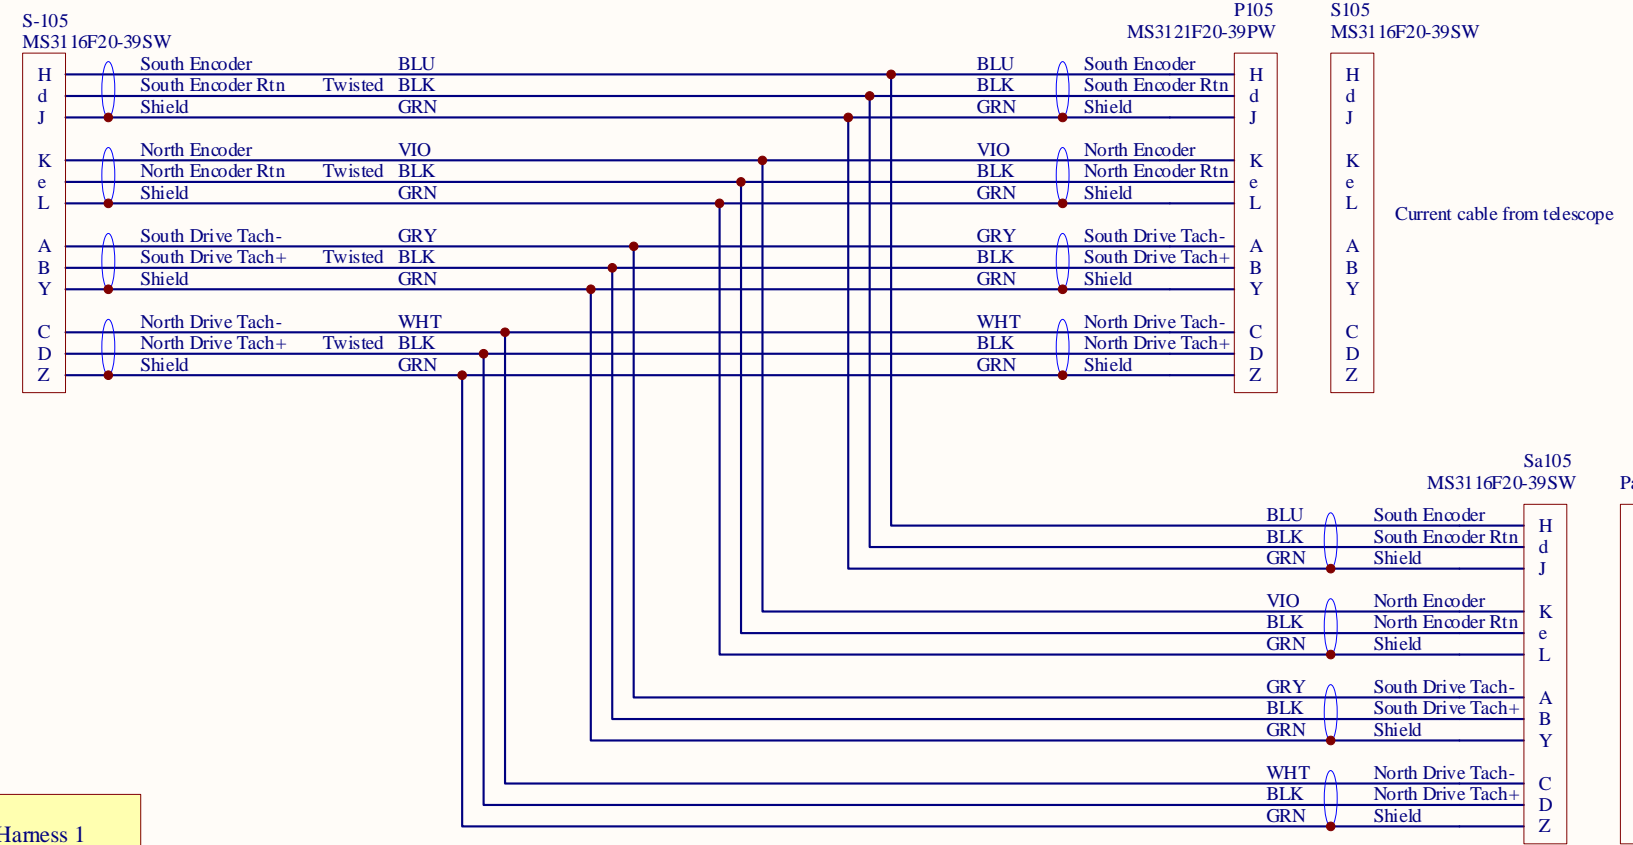 S-105
MS3116F20-39SW
P105
MS3121F20-39PW
S105
MS3116F20-39SW
H South Encoder BLU BLU South Encoder H H
d South Encoder Rtn Twisted BLK BLK South Encoder Rtn d d
J Shield GRN GRN Shield J J
K North Encoder VIO VIO North Encoder K K
e North Encoder Rtn Twisted BLK BLK North Encoder Rtn e e
L Shield GRN GRN Shield L L
Current cable from telescope
A South Drive Tach- GRY GRY South Drive Tach- A A
B South Drive Tach+ Twisted BLK BLK South Drive Tach+ B B
Y Shield GRN GRN Shield Y Y
C North Drive Tach- WHT WHT North Drive Tach- C C
D North Drive Tach+ Twisted BLK BLK North Drive Tach+ D D
Z Shield GRN GRN Shield Z Z
Sa105
MS3116F20-39SW
BLU South Encoder H
BLK South Encoder Rtn d
GRN Shield J
VIO North Encoder K
BLK North Encoder Rtn e
GRN Shield L
GRY South Drive Tach- A
BLK South Drive Tach+ B
GRN Shield Y
WHT North Drive Tach- C
BLK North Drive Tach+ D
GRN Shield Z
Harness 1